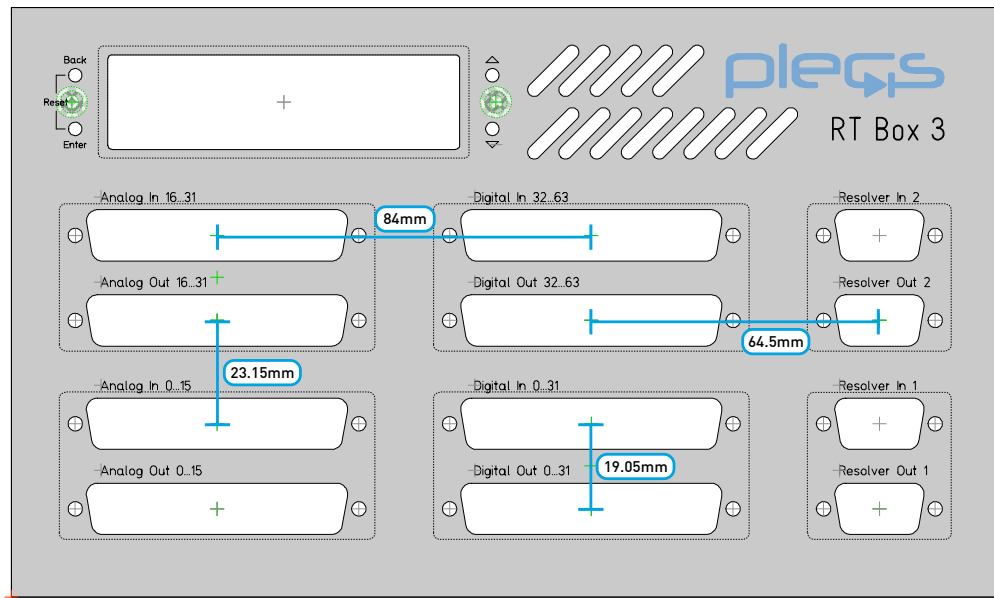 Back
Reset
Enter
plecs
RT Box 3
Analog In 16...31
Digital In 32...63
Resolver In 2
84mm
Analog Out 16...31
Digital Out 32...63
Resolver Out 2
64.5mm
23.15mm
Analog In 0...15
Digital In 0...31
Resolver In 1
19.05mm
Analog Out 0...15
Digital Out 0...31
Resolver Out 1